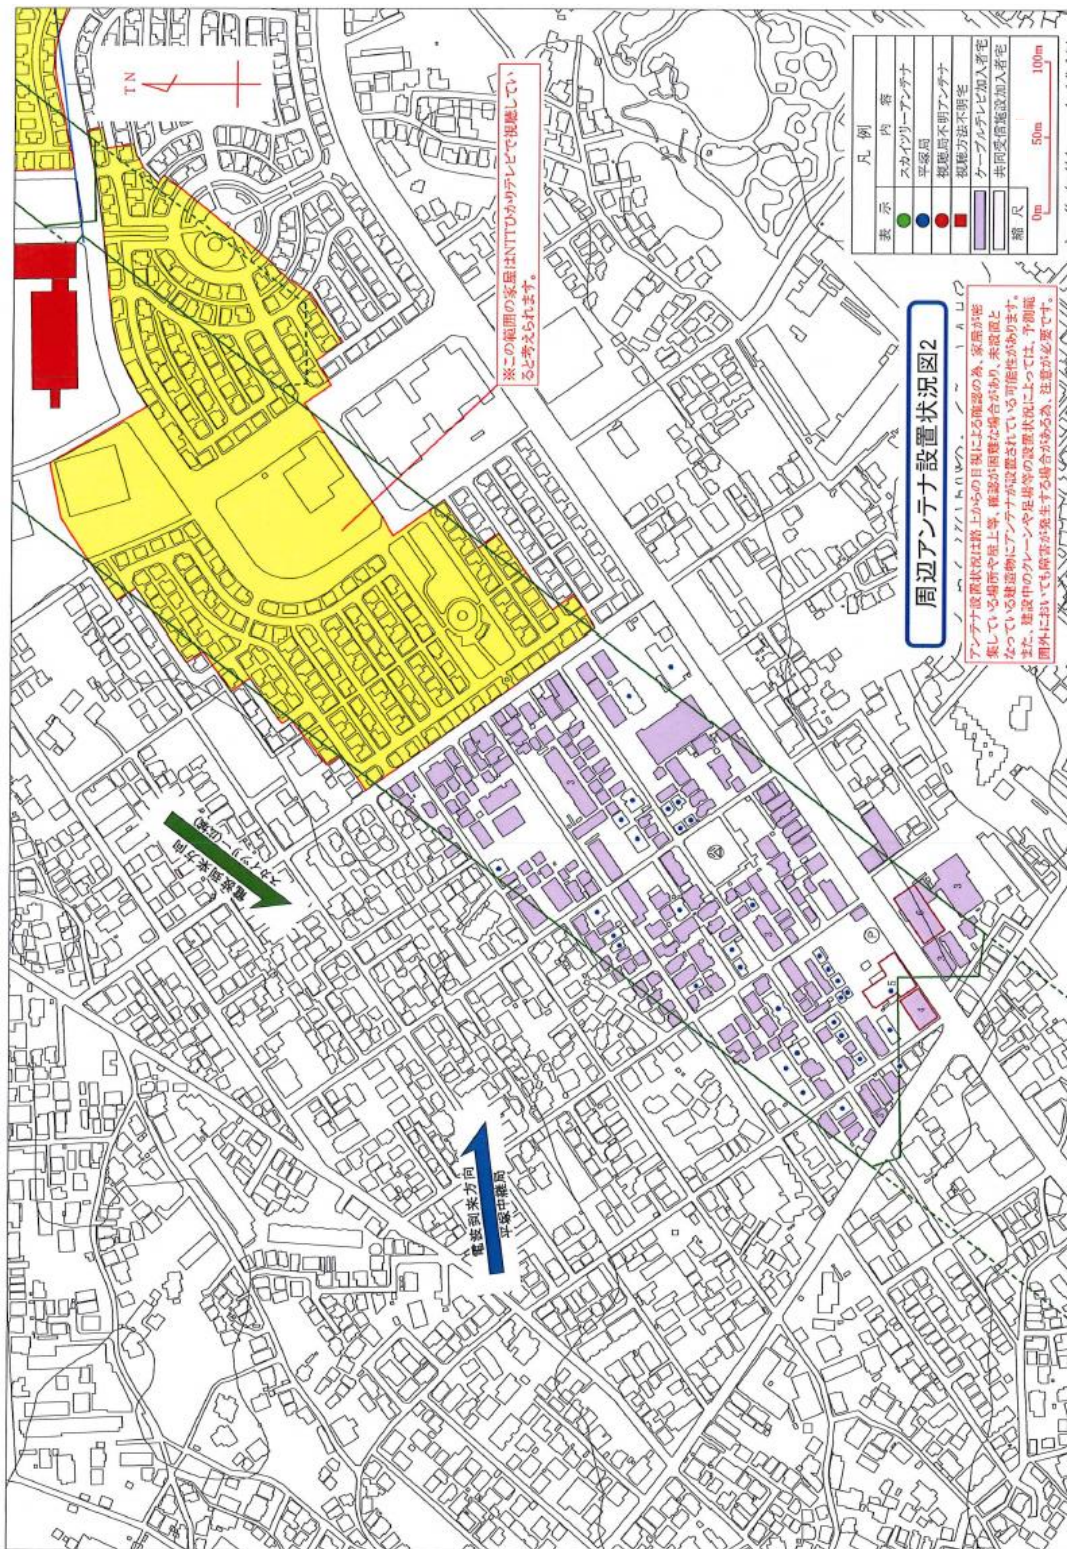 周辺アンテナ設置状況図2
アンテナ設置状況は路上からの目視による確認の為、家屋が密
集している場所や屋上等、確認が困難な場合があり、未設置と
なっている建造物にアンテナが設置されている可能性があります。
また、建設中のクレーンや足場等の設置状況によっては、予測範
囲外においても障害が発生する場合がある為、注意が必要です。
凡 例
表 示 内 容
スカイツリーアンテナ
平塚局
視聴局不明アンテナ
視聴方法不明宅
ケーブルテレビ加入者宅
共同受信施設加入者宅
縮 尺
0m 50m 100m
※この範囲の家屋はNTTひかりテレビで視聴してい
ると考えられます。
TN
電波到来方向
スカイツリー(広域)
電波到来方向
平塚中継局
P
3
4
5